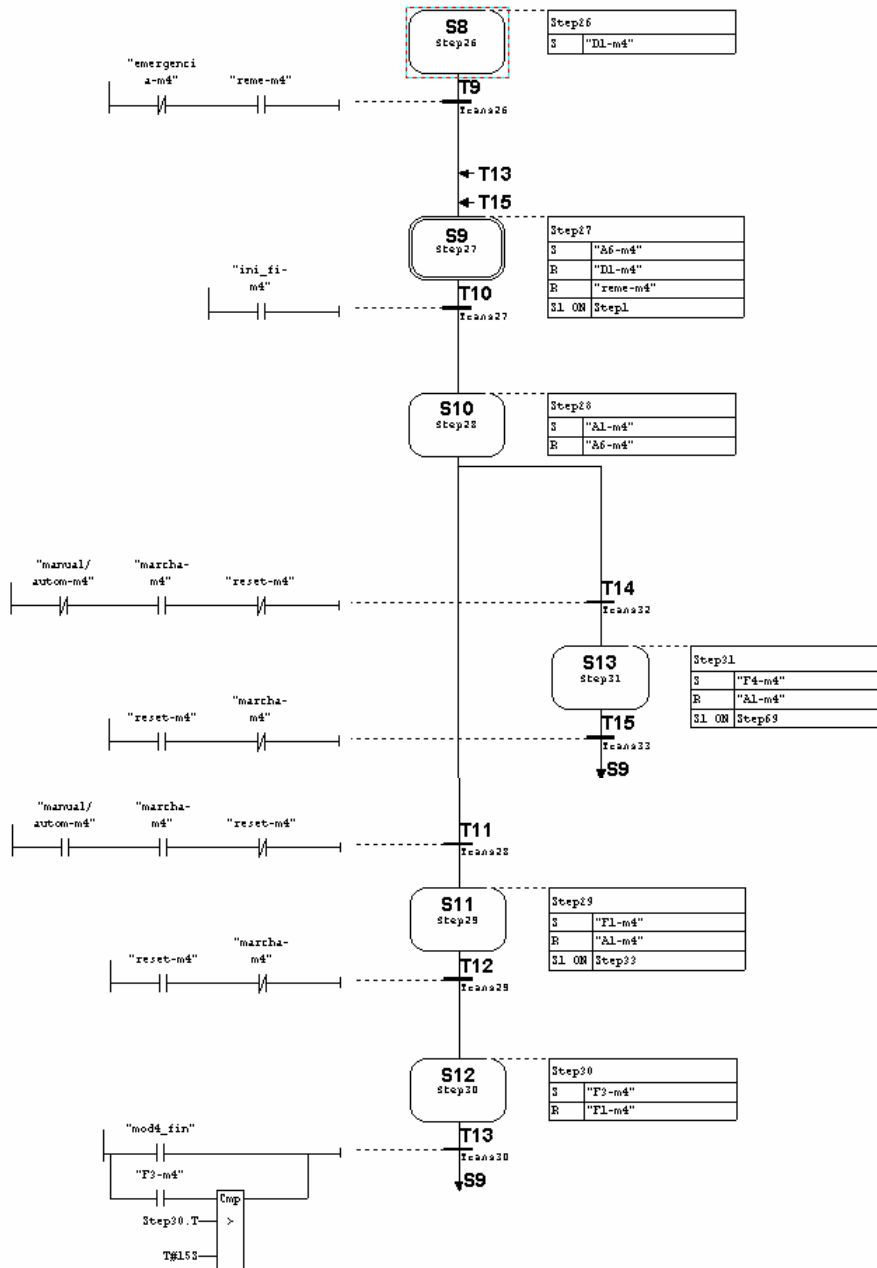 S8
Step26
Step26
S "D1-m4"
"emergenci
a-m4"
"reme-m4"
T9
Trans26
T13
T15
S9
Step27
Step27
S "A6-m4"
R "D1-m4"
R "reme-m4"
S1 ON Step1
"ini_fi-
m4"
T10
Trans27
S10
Step28
Step28
S "A1-m4"
R "A6-m4"
"manual/
autom-m4"
"marcha-
m4"
"reset-m4"
T14
Trans32
S13
Step31
Step31
S "F4-m4"
R "A1-m4"
S1 ON Step69
"reset-m4"
"marcha-
m4"
T15
Trans33
S9
"manual/
autom-m4"
"marcha-
m4"
"reset-m4"
T11
Trans28
S11
Step29
Step29
S "F1-m4"
R "A1-m4"
S1 ON Step33
"reset-m4"
"marcha-
m4"
T12
Trans29
S12
Step30
Step30
S "F3-m4"
R "F1-m4"
"mod4_fin"
T13
Trans30
"F3-m4"
S9
Cmp
Step30.T
>
T#15S